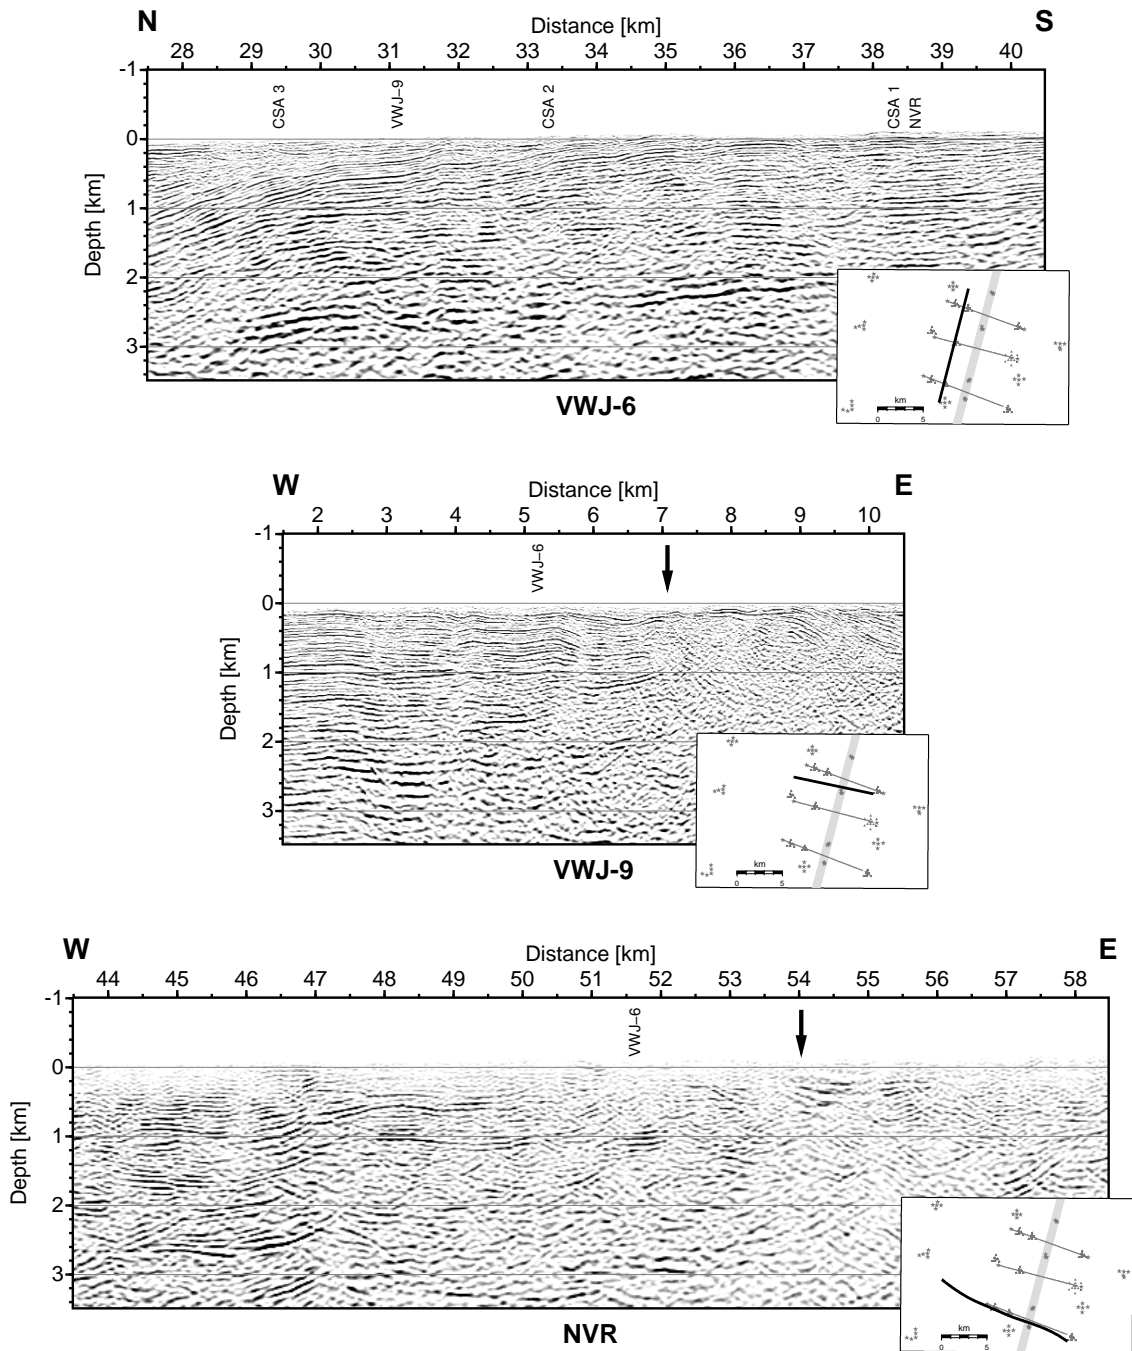 N
Distance [km]
S
28 29 30 31 32 33 34 35 36 37 38 39 40
-1
CSA 3
VWJ-9
CSA 2
CSA 1
NVR
0
Depth [km]
1
2
3
km
0 5
VWJ-6
W
Distance [km]
E
2 3 4 5 6 7 8 9 10
-1
VWJ-6
0
Depth [km]
1
2
3
km
0 5
VWJ-9
W
Distance [km]
E
44 45 46 47 48 49 50 51 52 53 54 55 56 57 58
-1
VWJ-6
0
Depth [km]
1
2
3
km
0 5
NVR